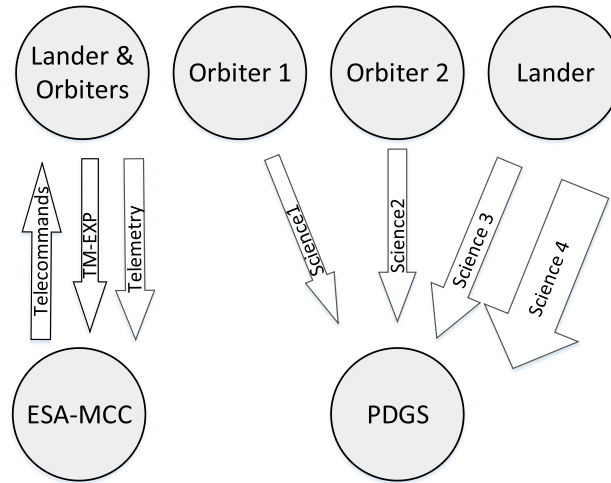 Lander &
Orbiters
Orbiter 1
Orbiter 2
Lander
Telecommands
TM-EXP
Telemetry
Science1
Science2
Science 3
Science 4
ESA-MCC
PDGS